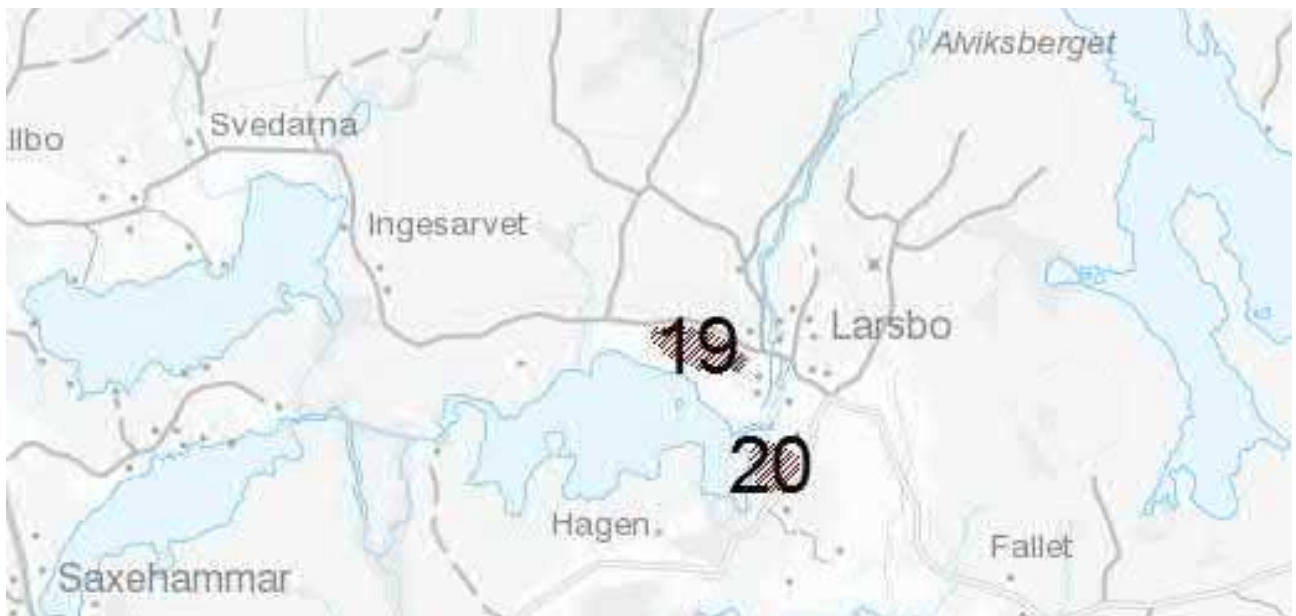 Alviksberget
Svedarna
llbo
Ingesarvet
19
Larsbo
20
Hagen
Fallet
Saxehammar